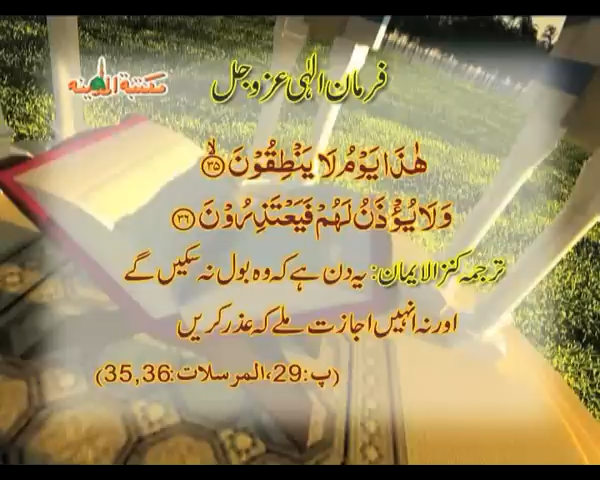 مکتبۃ المدینہ
فرمان الٰہی عزوجل
هٰذَا يَوْمُ لَا يَنْطِقُوْنَ ۙ﴿۳۵﴾
وَلَا يُؤْذَنُ لَهُمْ فَيَعْتَذِرُوْنَ ﴿۳۶﴾
ترجمہ کنزالایمان: یہ دن ہے کہ وہ بول نہ سکیں گے
اور نہ انہیں اجازت ملے کہ عذر کریں
(پ:29،المرسلات:35,36)